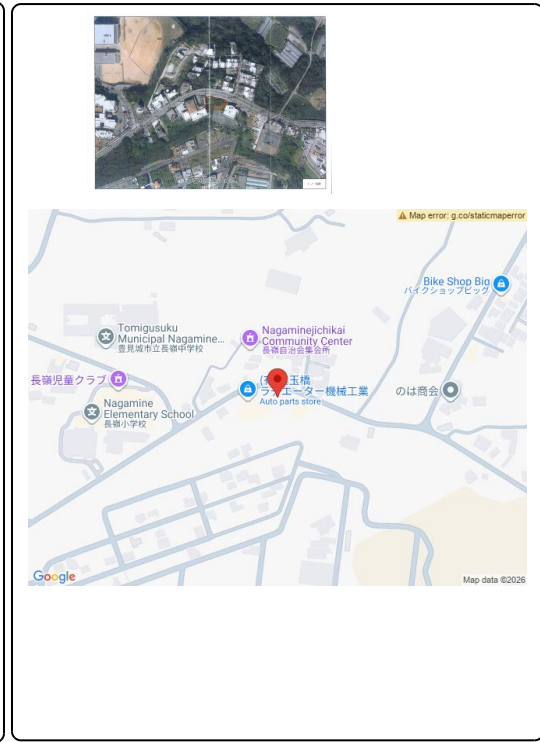 Map error: g.co/staticmaperror
Bike Shop Big
バイクショップビッグ
Tomigusuku
Municipal Nagamine...
豊見城市立長嶺中学校
Nagaminejichikai
Community Center
長嶺自治会集会所
長嶺児童クラブ
玉橋
ラ エーター機械工業
Auto parts store
のは商会
Nagamine
Elementary School
長嶺小学校
Google
Map data ©2026